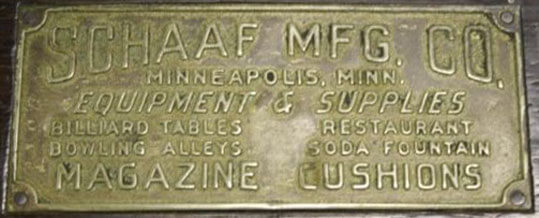 SCHAAF MFG. CO.
MINNEAPOLIS, MINN.
EQUIPMENT & SUPPLIES
BILLIARD TABLES RESTAURANT
BOWLING ALLEYS SODA FOUNTAIN
MAGAZINE CUSHIONS